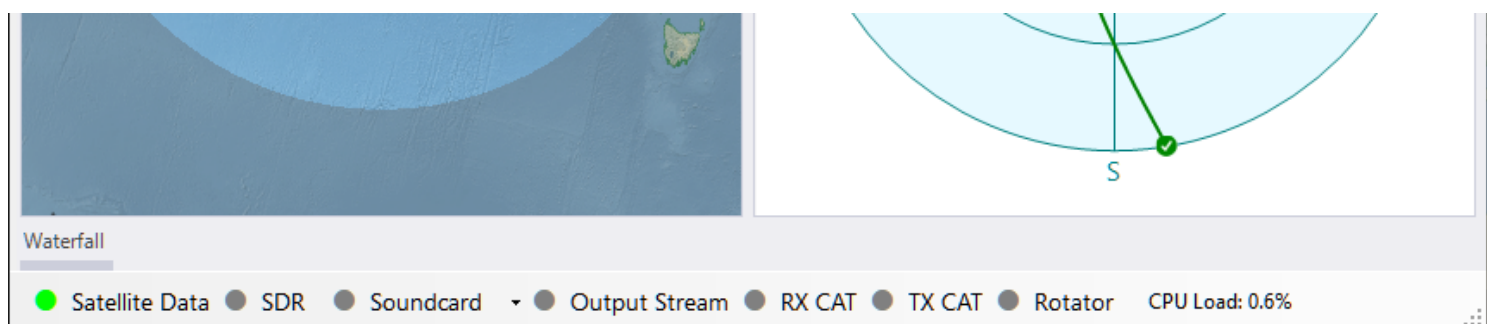 S
Waterfall
Satellite Data SDR Soundcard Output Stream RX CAT TX CAT Rotator CPU Load: 0.6%